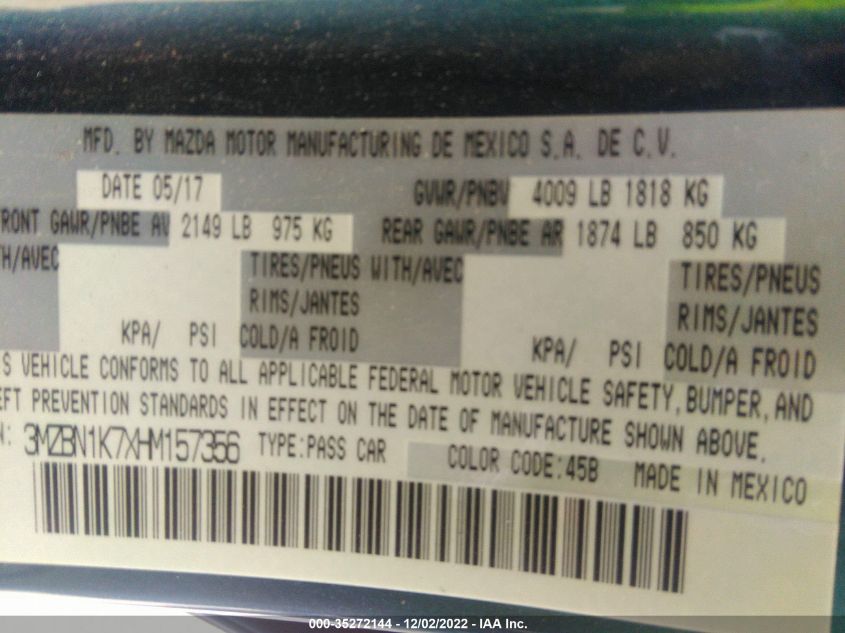 MFD. BY MAZDA MOTOR MANUFACTURING DE MEXICO S.A. DE C.V.
DATE 05/17 GVWR/PNBV 4009 LB 1818 KG
RONT GAWR/PNBE AV 2149 LB 975 KG REAR GAWR/PNBE AR 1874 LB 850 KG
TH/AVEC TIRES/PNEUS WITH/AVEC TIRES/PNEUS
RIMS/JANTES RIMS/JANTES
KPA/ PSI COLD/A FROID KPA/ PSI COLD/A FROID
S VEHICLE CONFORMS TO ALL APPLICABLE FEDERAL MOTOR VEHICLE SAFETY, BUMPER, AND
EFT PREVENTION STANDARDS IN EFFECT ON THE DATE OF MANUFACTURE SHOWN ABOVE.
N: 3MZBN1K7XHM157356 TYPE:PASS CAR COLOR CODE:45B MADE IN MEXICO
000-35272144 - 12/02/2022 - IAA Inc.